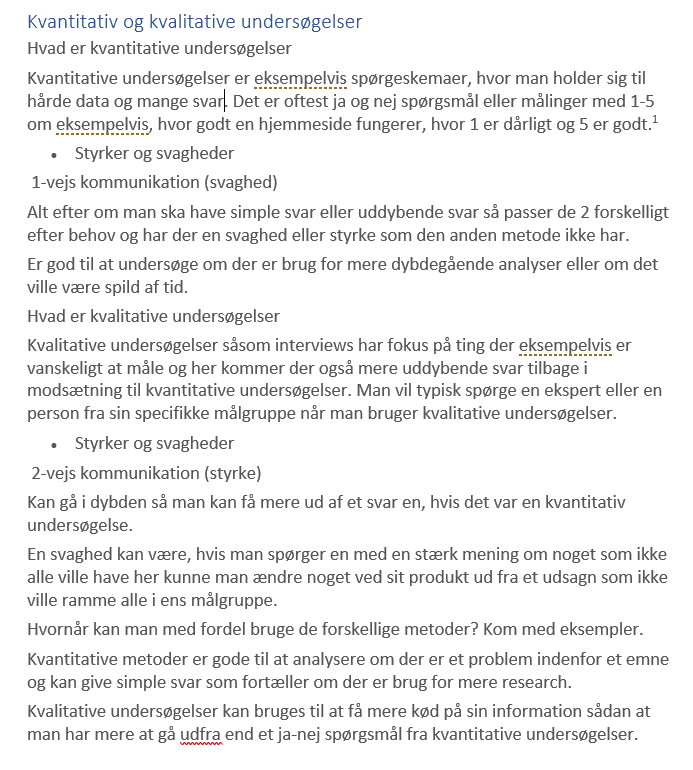 Kvantitativ og kvalitative undersøgelser
Hvad er kvantitative undersøgelser
Kvantitative undersøgelser er eksempelvis spørgeskemaer, hvor man holder sig til
hårde data og mange svar. Det er oftest ja og nej spørgsmål eller målinger med 1-5
om eksempelvis, hvor godt en hjemmeside fungerer, hvor 1 er dårligt og 5 er godt.1
• Styrker og svagheder
1-vejs kommunikation (svaghed)
Alt efter om man ska have simple svar eller uddybende svar så passer de 2 forskelligt
efter behov og har der en svaghed eller styrke som den anden metode ikke har.
Er god til at undersøge om der er brug for mere dybdegående analyser eller om det
ville være spild af tid.
Hvad er kvalitative undersøgelser
Kvalitative undersøgelser såsom interviews har fokus på ting der eksempelvis er
vanskeligt at måle og her kommer der også mere uddybende svar tilbage i
modsætning til kvantitative undersøgelser. Man vil typisk spørge en ekspert eller en
person fra sin specifikke målgruppe når man bruger kvalitative undersøgelser.
• Styrker og svagheder
2-vejs kommunikation (styrke)
Kan gå i dybden så man kan få mere ud af et svar en, hvis det var en kvantitativ
undersøgelse.
En svaghed kan være, hvis man spørger en med en stærk mening om noget som ikke
alle ville have her kunne man ændre noget ved sit produkt ud fra et udsagn som ikke
ville ramme alle i ens målgruppe.
Hvornår kan man med fordel bruge de forskellige metoder? Kom med eksempler.
Kvantitative metoder er gode til at analysere om der er et problem indenfor et emne
og kan give simple svar som fortæller om der er brug for mere research.
Kvalitative undersøgelser kan bruges til at få mere kød på sin information sådan at
man har mere at gå udfra end et ja-nej spørgsmål fra kvantitative undersøgelser.